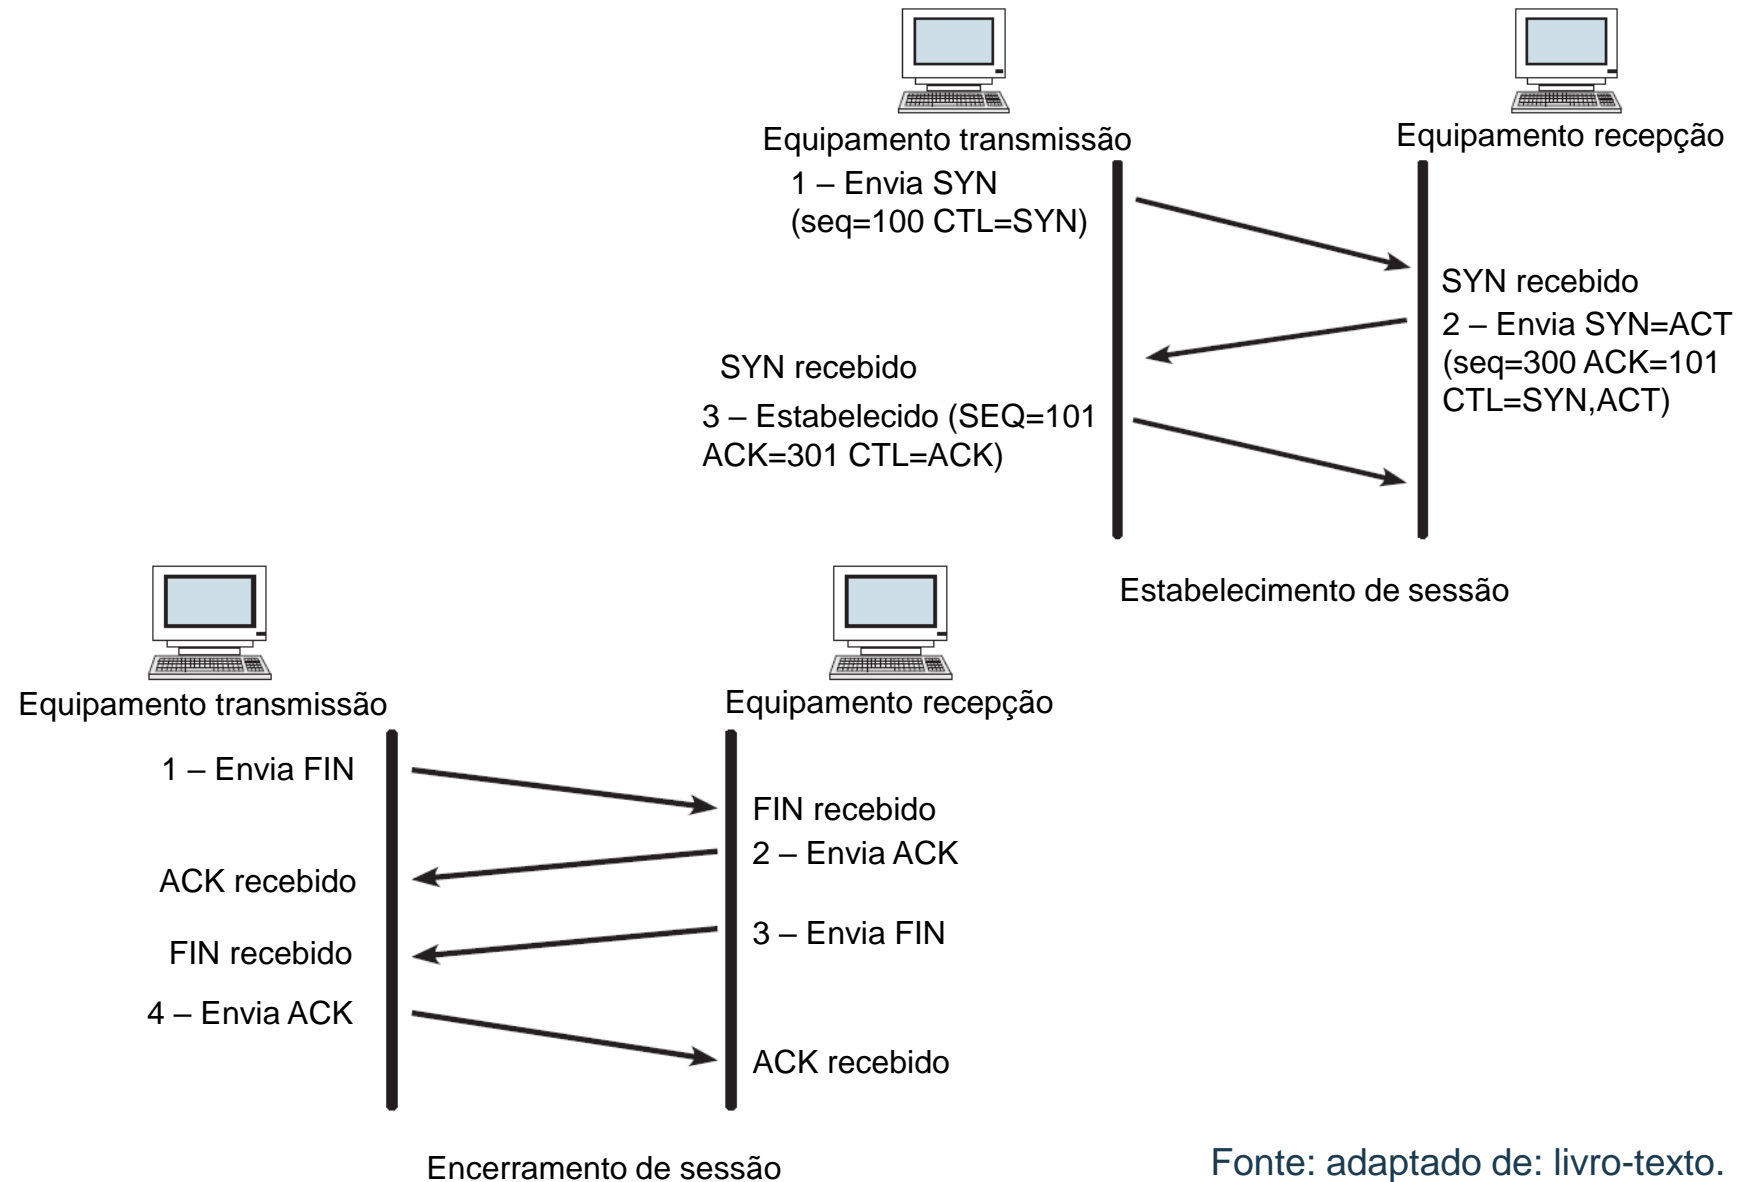 Equipamento transmissão
Equipamento recepção
1 – Envia SYN
(seq=100 CTL=SYN)
SYN recebido
2 – Envia SYN=ACT
(seq=300 ACK=101
CTL=SYN,ACT)
SYN recebido
3 – Estabelecido (SEQ=101
ACK=301 CTL=ACK)
Estabelecimento de sessão
Equipamento transmissão
Equipamento recepção
1 – Envia FIN
FIN recebido
2 – Envia ACK
ACK recebido
3 – Envia FIN
FIN recebido
4 – Envia ACK
ACK recebido
Encerramento de sessão
Fonte: adaptado de: livro-texto.